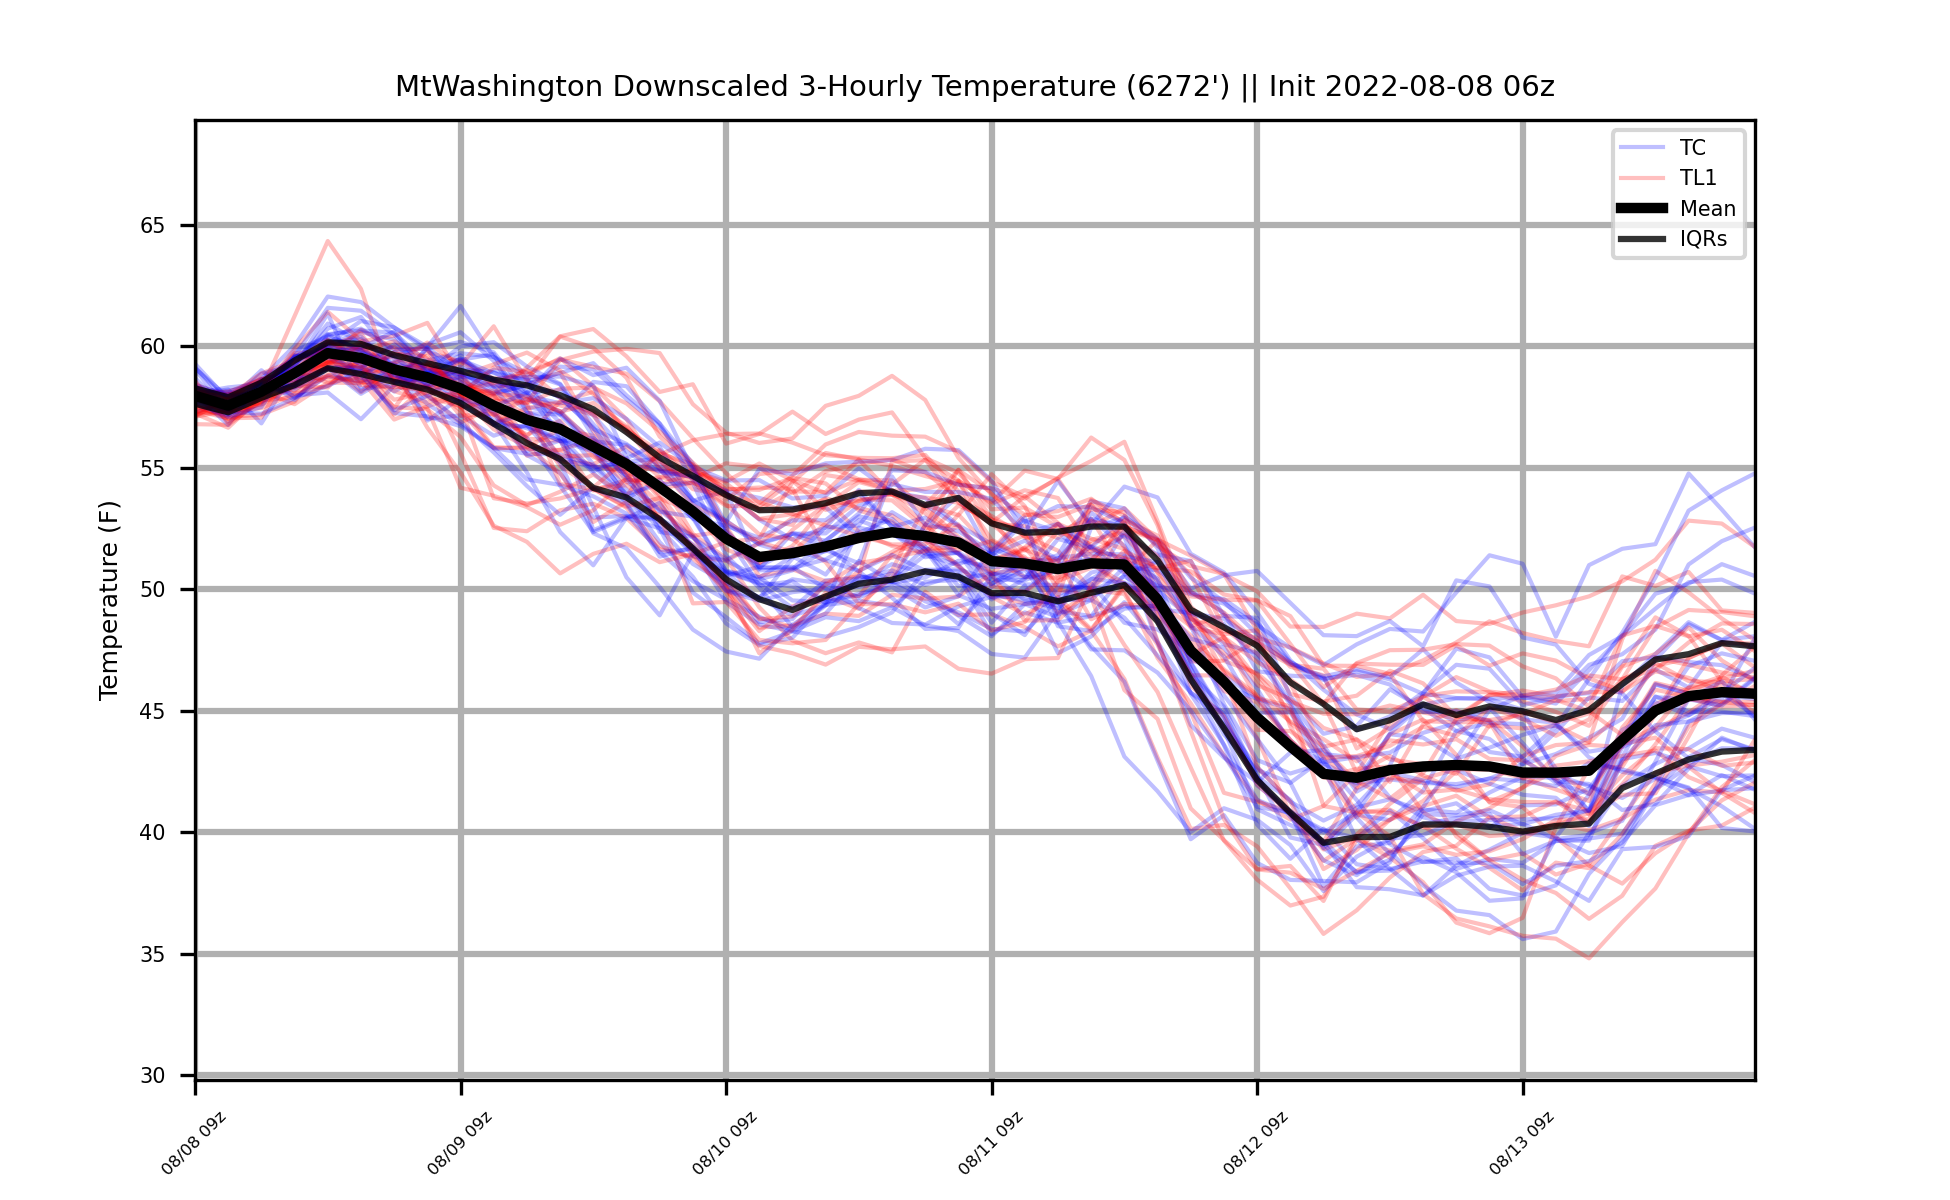 MtWashington Downscaled 3-Hourly Temperature (6272') || Init 2022-08-08 06z
TC
TL1
Mean
IQRs
Temperature (F)
65
60
55
50
45
40
35
30
08/08 09z
08/09 09z
08/10 09z
08/11 09z
08/12 09z
08/13 09z